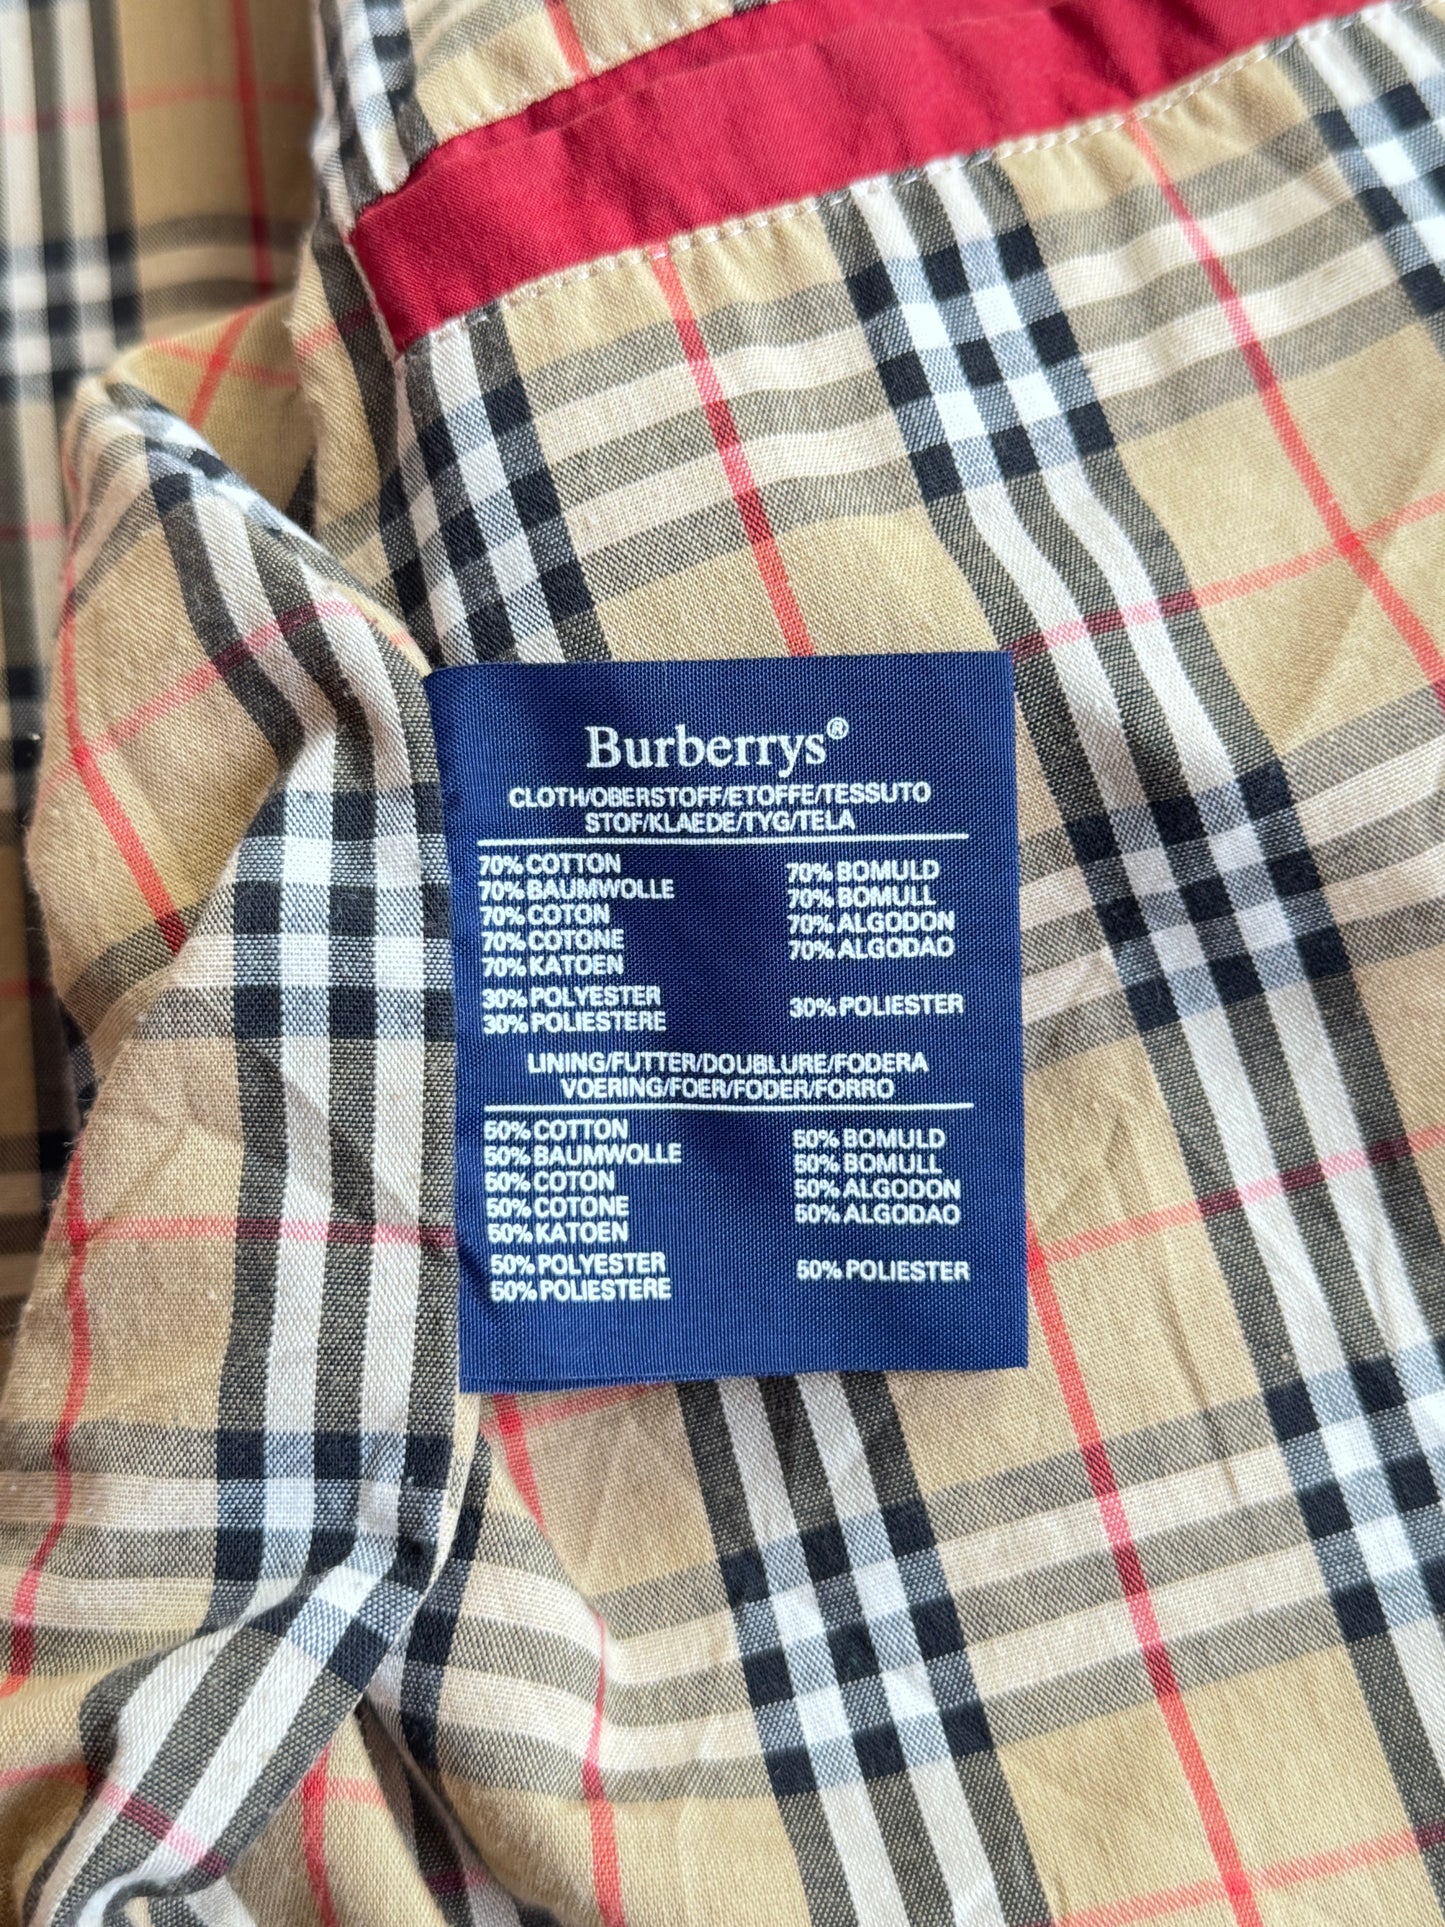 Burberrys®
CLOTH/OBERSTOFF/ETOFFE/TESSUTO
STOF/KLAEDE/TYG/TELA
70% COTTON
70% BAUMWOLLE
70% COTON
70% COTONE
70% KATOEN
30% POLYESTER
30% POLIESTERE
70% BOMULD
70% BOMULL
70% ALGODON
70% ALGODAO
30% POLIESTER
LINING/FUTTER/DOUBLURE/FODERA
VOERING/FOER/FODER/FORRO
50% COTTON
50% BAUMWOLLE
50% COTON
50% COTONE
50% KATOEN
50% POLYESTER
50% POLIESTERE
50% BOMULD
50% BOMULL
50% ALGODON
50% ALGODAO
50% POLIESTER